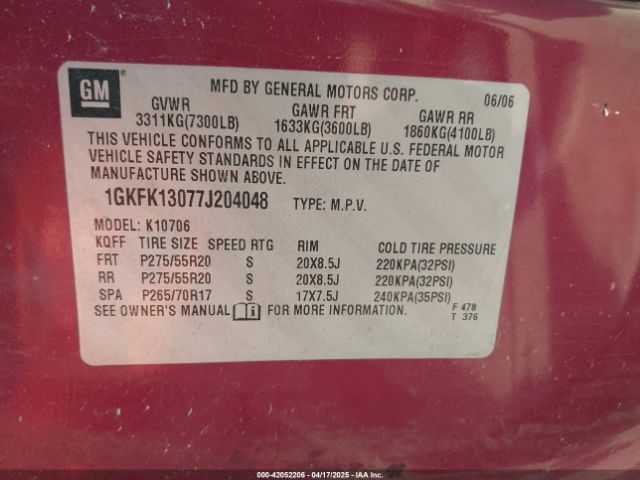 GM
MFD BY GENERAL MOTORS CORP. 06/06
GVWR GAWR FRT GAWR RR
3311KG(7300LB) 1633KG(3600LB) 1860KG(4100LB)
THIS VEHICLE CONFORMS TO ALL APPLICABLE U.S. FEDERAL MOTOR
VEHICLE SAFETY STANDARDS IN EFFECT ON THE DATE OF
MANUFACTURE SHOWN ABOVE.
1GKFK13077J204048 TYPE: M.P.V.
MODEL: K10706
KQFF TIRE SIZE SPEED RTG RIM COLD TIRE PRESSURE
FRT P275/55R20 S 20X8.5J 220KPA(32PSI)
RR P275/55R20 S 20X8.5J 220KPA(32PSI)
SPA P265/70R17 S 17X7.5J 240KPA(35PSI)
SEE OWNER'S MANUAL FOR MORE INFORMATION. F 478
T 376
000-42052206 - 04/17/2025 - IAA Inc.